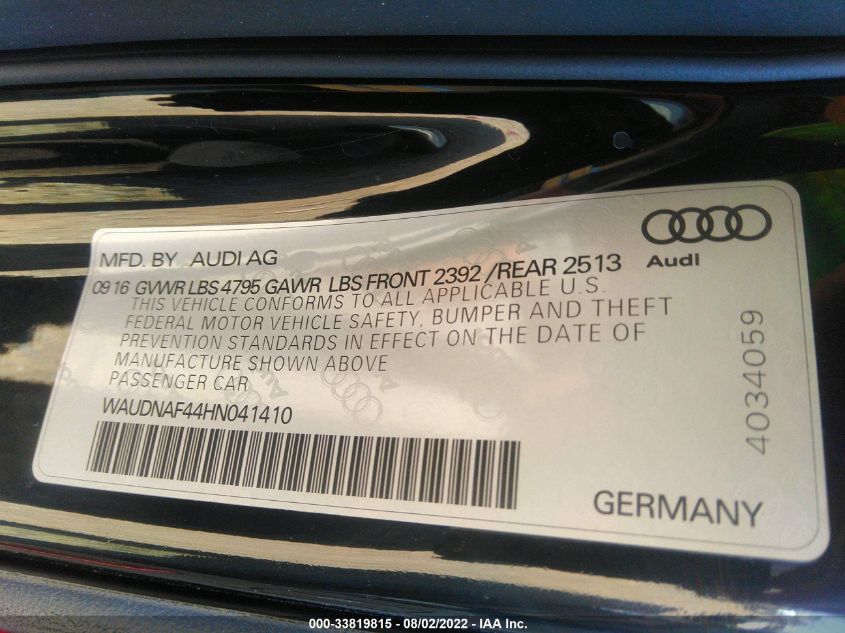 MFD. BY. AUDI AG
Audi
09 16 GVWR LBS 4795 GAWR LBS FRONT 2392 /REAR 2513
THIS VEHICLE CONFORMS TO ALL APPLICABLE U.S.
FEDERAL MOTOR VEHICLE SAFETY, BUMPER AND THEFT
PREVENTION STANDARDS IN EFFECT ON THE DATE OF
MANUFACTURE SHOWN ABOVE
PASSENGER CAR
WAUDNAF44HN041410
4034059
GERMANY
000-33819815 - 08/02/2022 - IAA Inc.